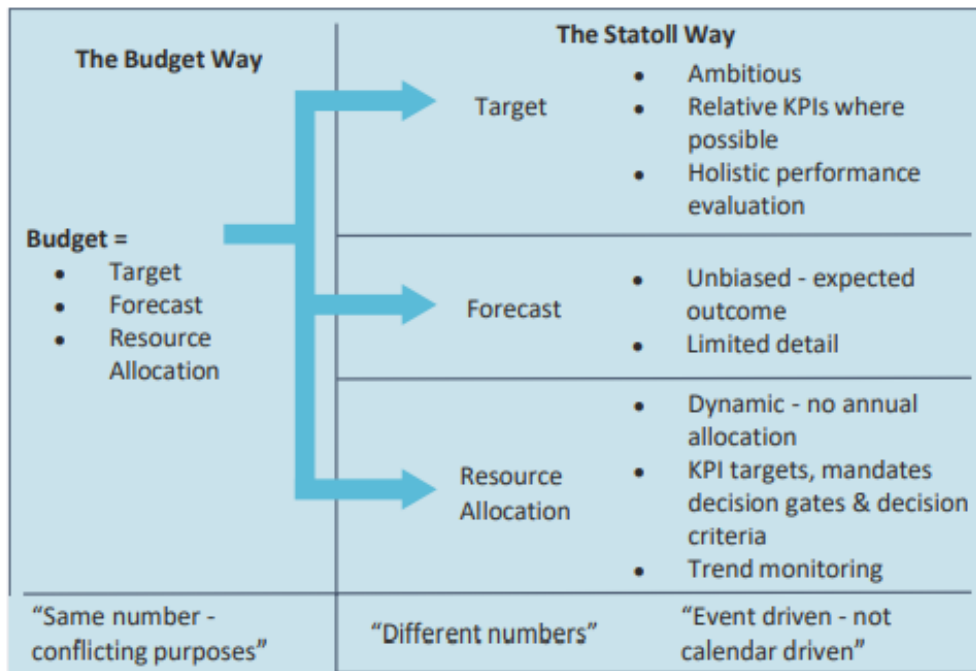 The Budget Way
Budget =
• Target
• Forecast
• Resource
Allocation
"Same number -
conflicting purposes"
The Statoll Way
Target
• Ambitious
• Relative KPIs where
possible
• Holistic performance
evaluation
Forecast
• Unbiased - expected
outcome
• Limited detail
Resource
Allocation
• Dynamic - no annual
allocation
• KPI targets, mandates
decision gates & decision
criteria
• Trend monitoring
"Different numbers"
"Event driven - not
calendar driven"